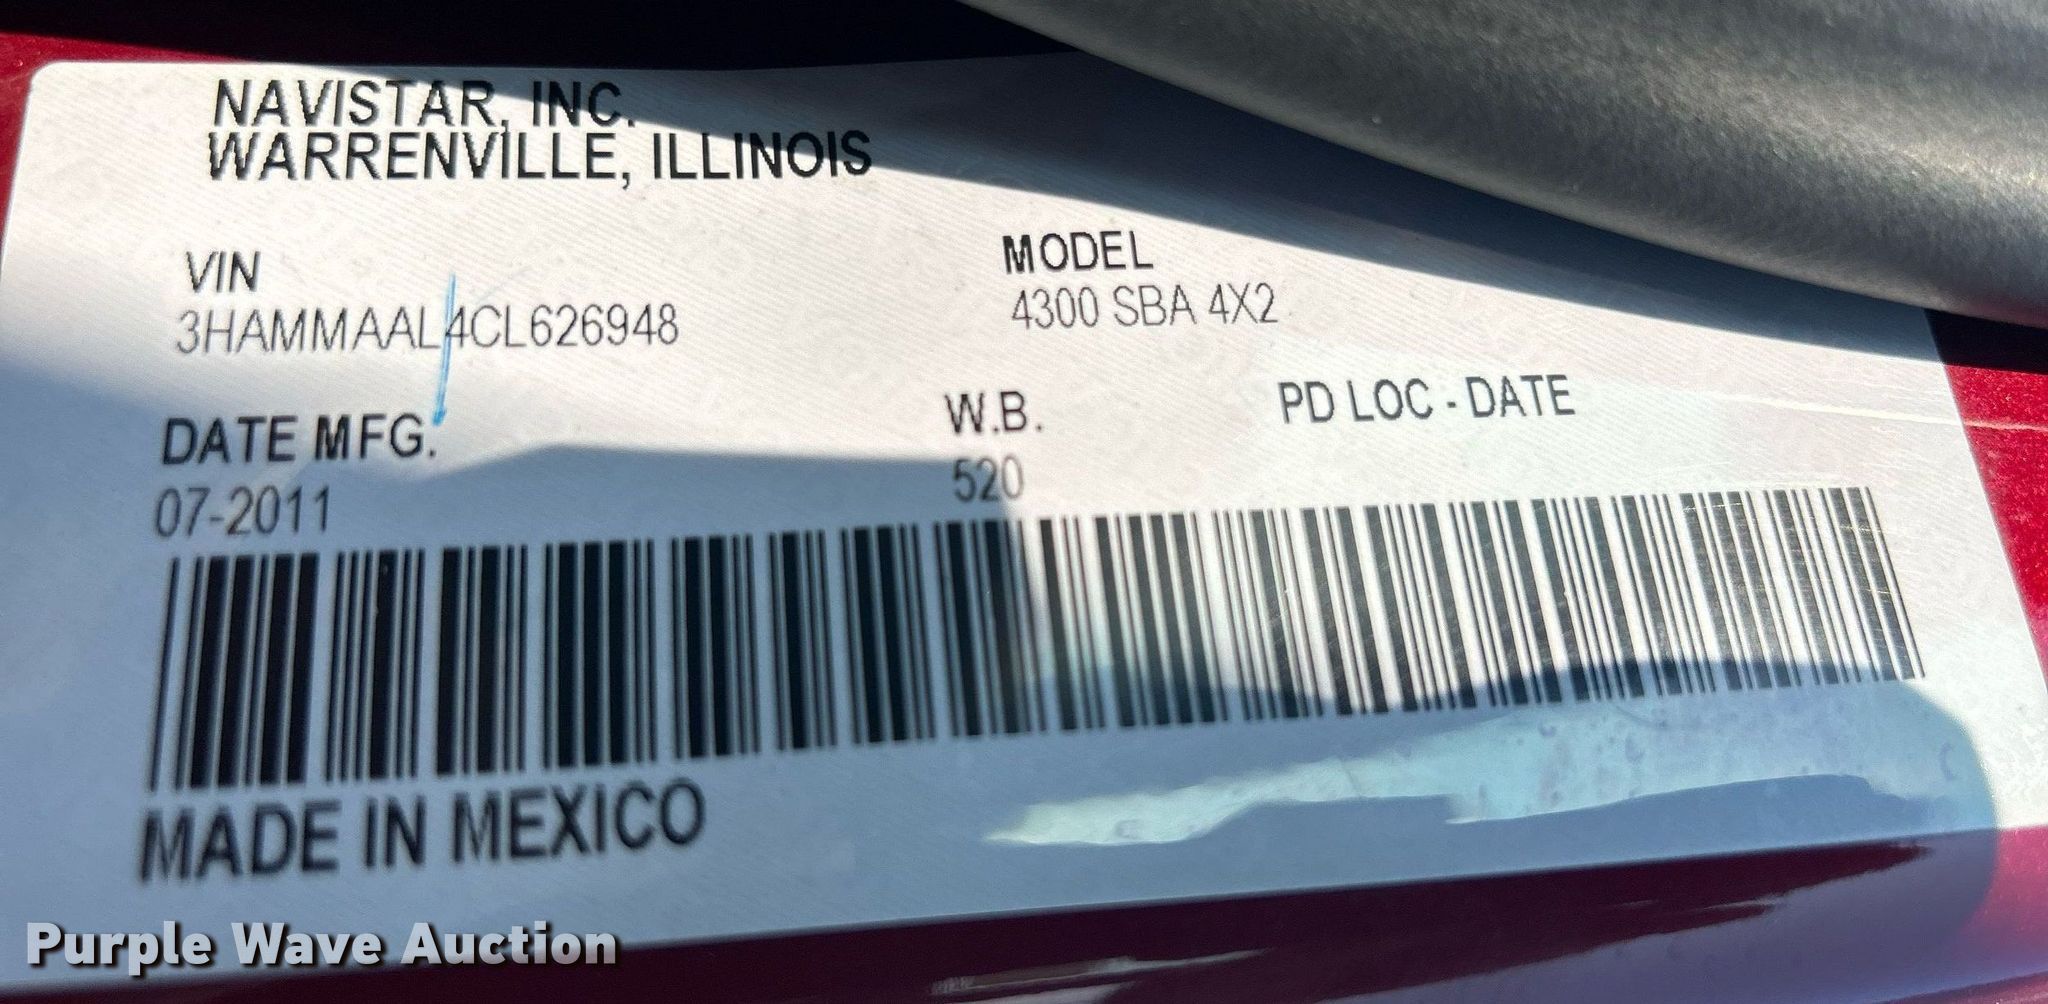 NAVISTAR, INC.
WARRENVILLE, ILLINOIS
VIN
3HAMMAAL4CL626948
MODEL
4300 SBA 4X2
DATE MFG.
07-2011
W.B.
520
PD LOC - DATE
MADE IN MEXICO
Purple Wave Auction